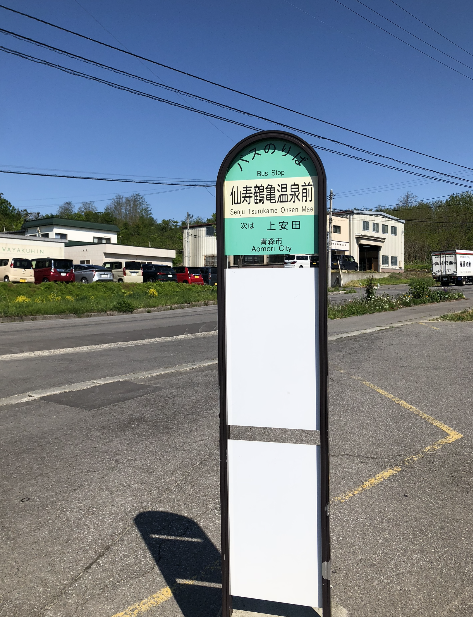 バスのりば
Bus Stop
仙寿鶴亀温泉前
Senju Tsurukame Onsen Mae
次は 上安田
青森市
Aomori City